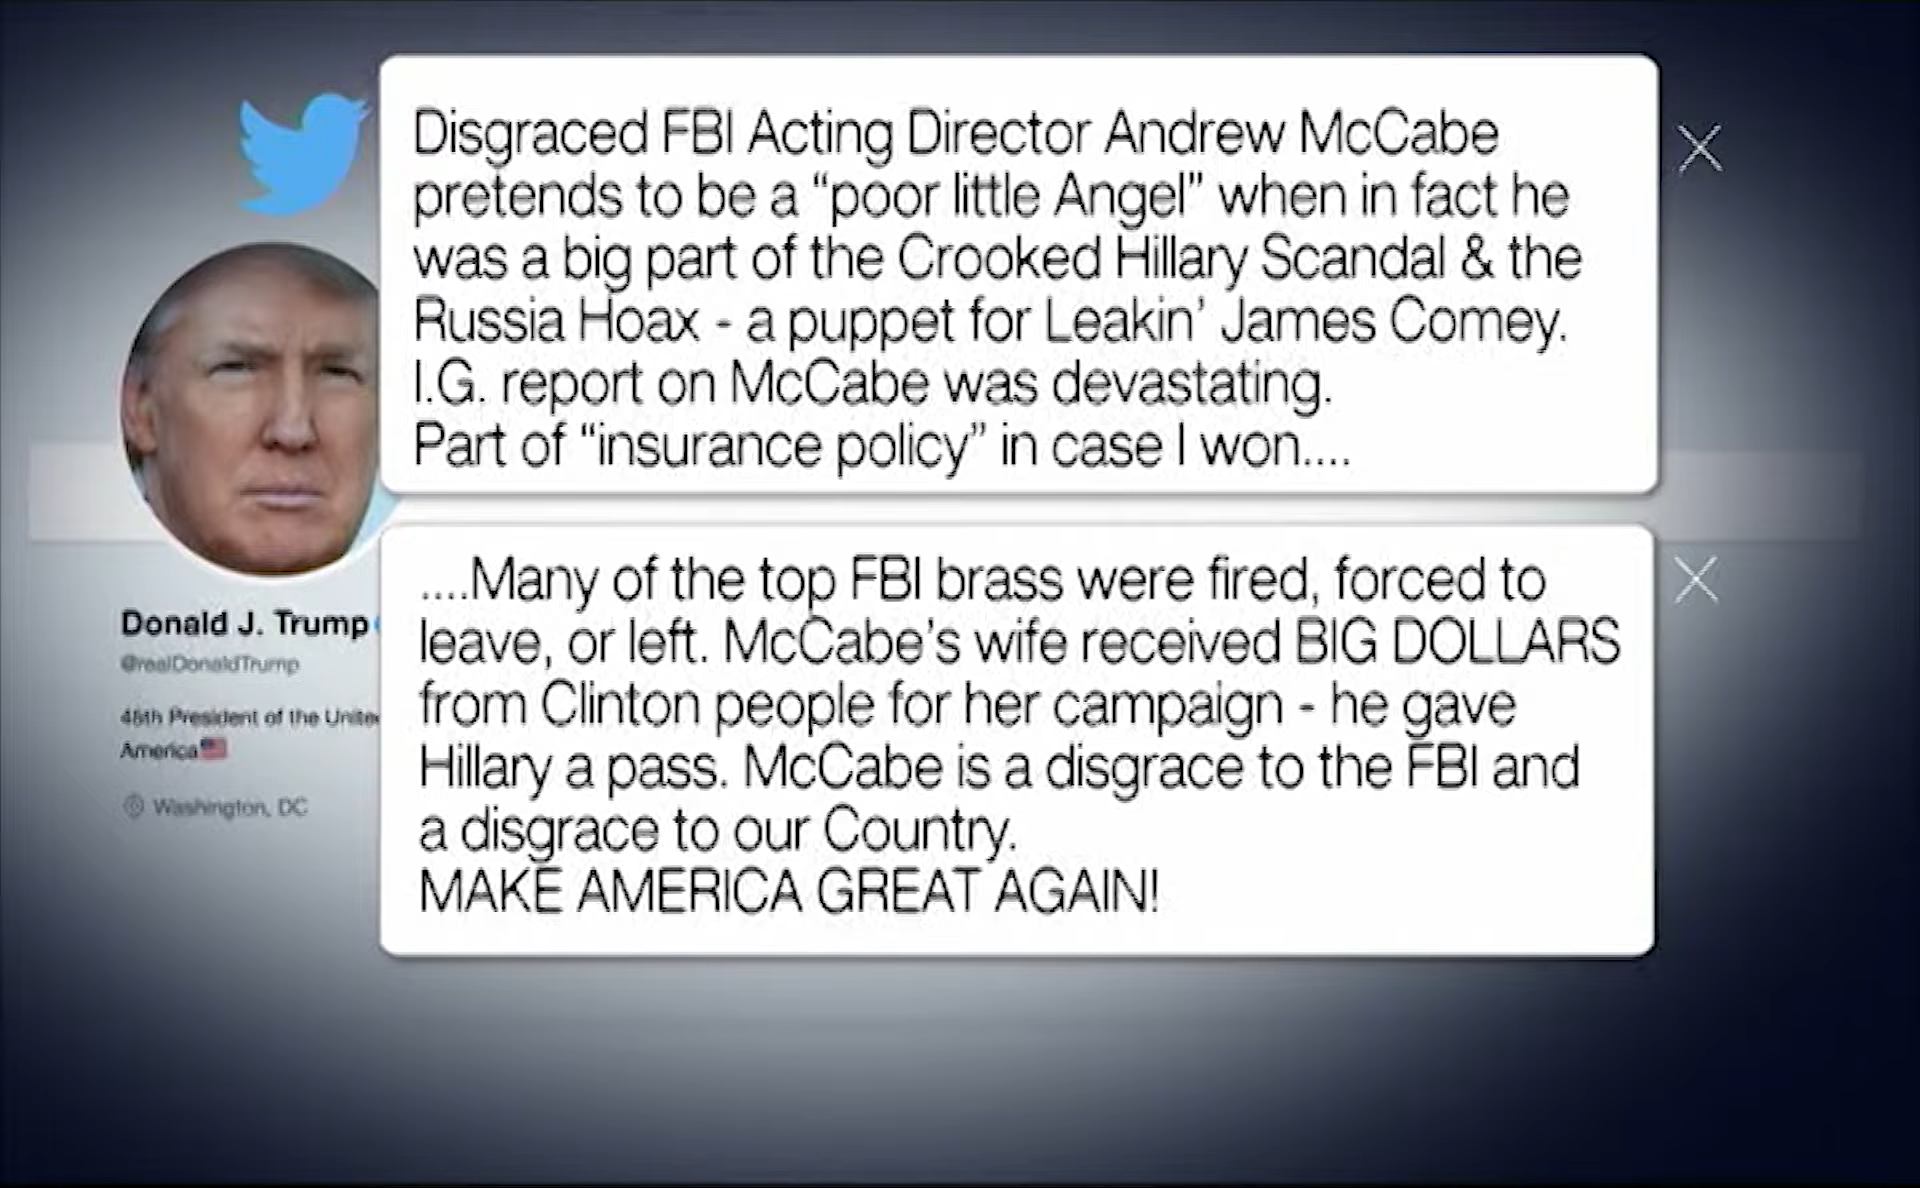 Disgraced FBI Acting Director Andrew McCabe
pretends to be a “poor little Angel” when in fact he
was a big part of the Crooked Hillary Scandal & the
Russia Hoax - a puppet for Leakin’ James Comey.
I.G. report on McCabe was devastating.
Part of “insurance policy” in case I won....
....Many of the top FBI brass were fired, forced to
leave, or left. McCabe’s wife received BIG DOLLARS
from Clinton people for her campaign - he gave
Hillary a pass. McCabe is a disgrace to the FBI and
a disgrace to our Country.
MAKE AMERICA GREAT AGAIN!
Donald J. Trump
@realDonaldTrump
45th President of the Unite
America🇺🇸
Washington, DC